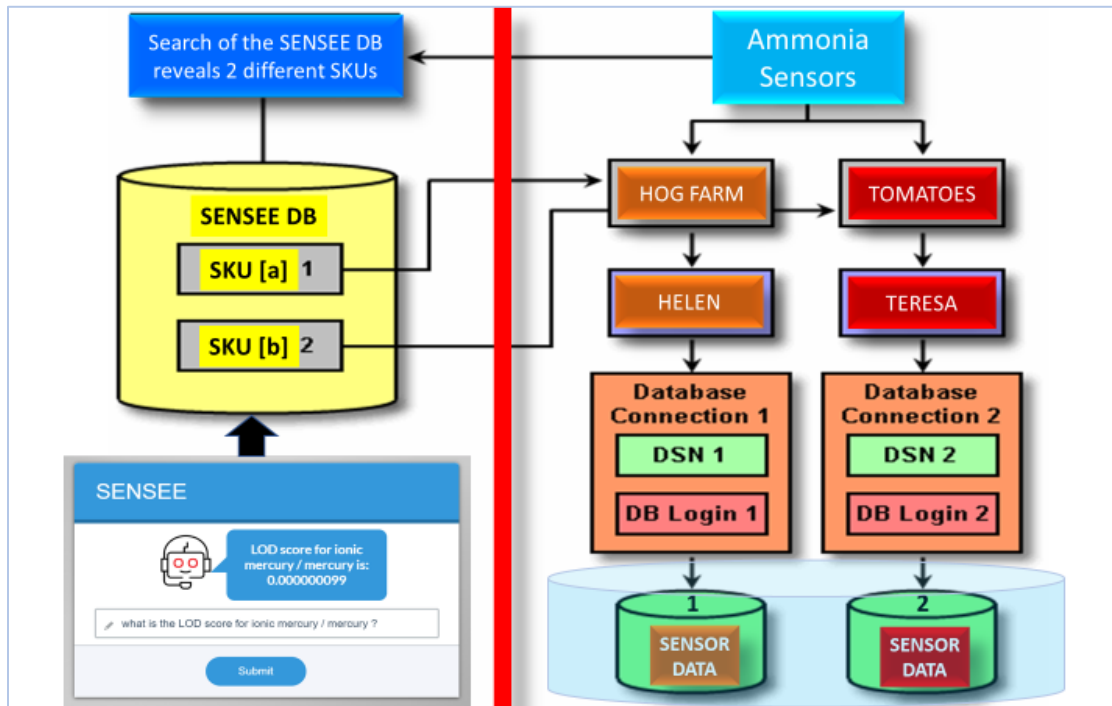 Search of the SENSEE DB
reveals 2 different SKUs
SENSEE DB
SKU [a] 1
SKU [b] 2
SENSEE
LOD score for ionic
mercury / mercury is:
0.000000099
what is the LOD score for ionic mercury / mercury ?
Submit
Ammonia
Sensors
HOG FARM
TOMATOES
HELEN
TERESA
Database
Connection 1
DSN 1
DB Login 1
Database
Connection 2
DSN 2
DB Login 2
1
SENSOR
DATA
2
SENSOR
DATA